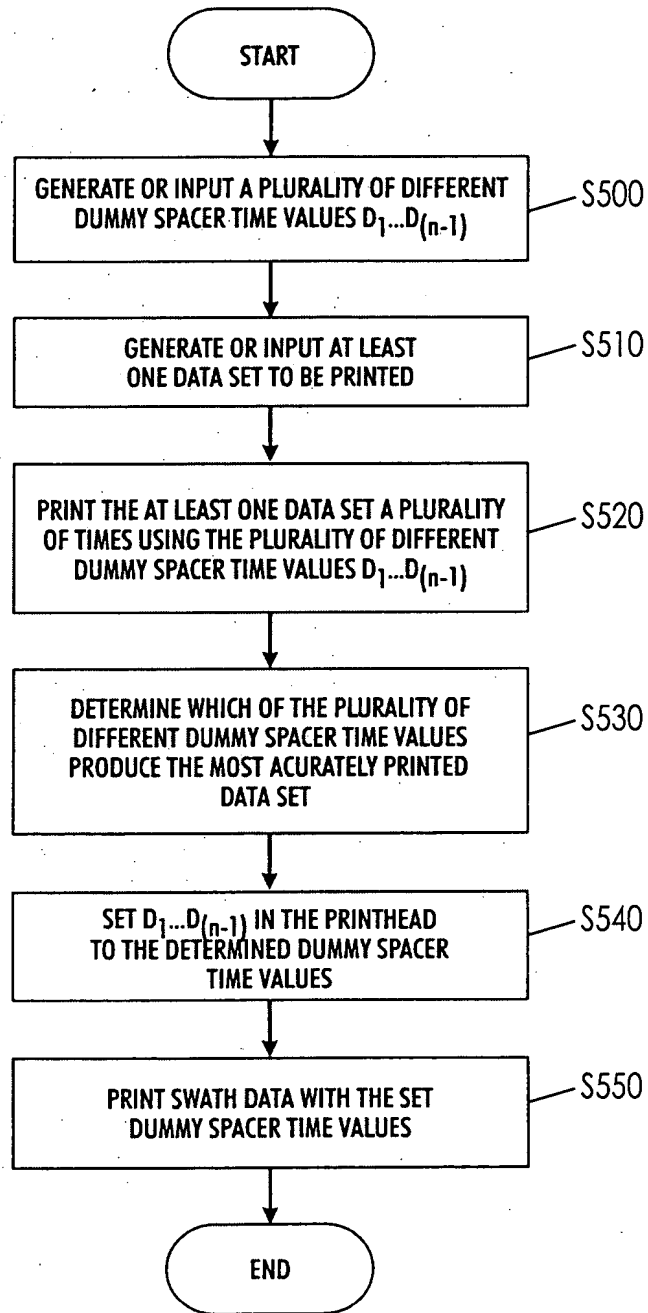 START
GENERATE OR INPUT A PLURALITY OF DIFFERENT
DUMMY SPACER TIME VALUES D1...D(n-1)
S500
GENERATE OR INPUT AT LEAST
ONE DATA SET TO BE PRINTED
S510
PRINT THE AT LEAST ONE DATA SET A PLURALITY
OF TIMES USING THE PLURALITY OF DIFFERENT
DUMMY SPACER TIME VALUES D1...D(n-1)
S520
DETERMINE WHICH OF THE PLURALITY OF
DIFFERENT DUMMY SPACER TIME VALUES
PRODUCE THE MOST ACURATELY PRINTED
DATA SET
S530
SET D1...D(n-1) IN THE PRINTHEAD
TO THE DETERMINED DUMMY SPACER
TIME VALUES
S540
PRINT SWATH DATA WITH THE SET
DUMMY SPACER TIME VALUES
S550
END